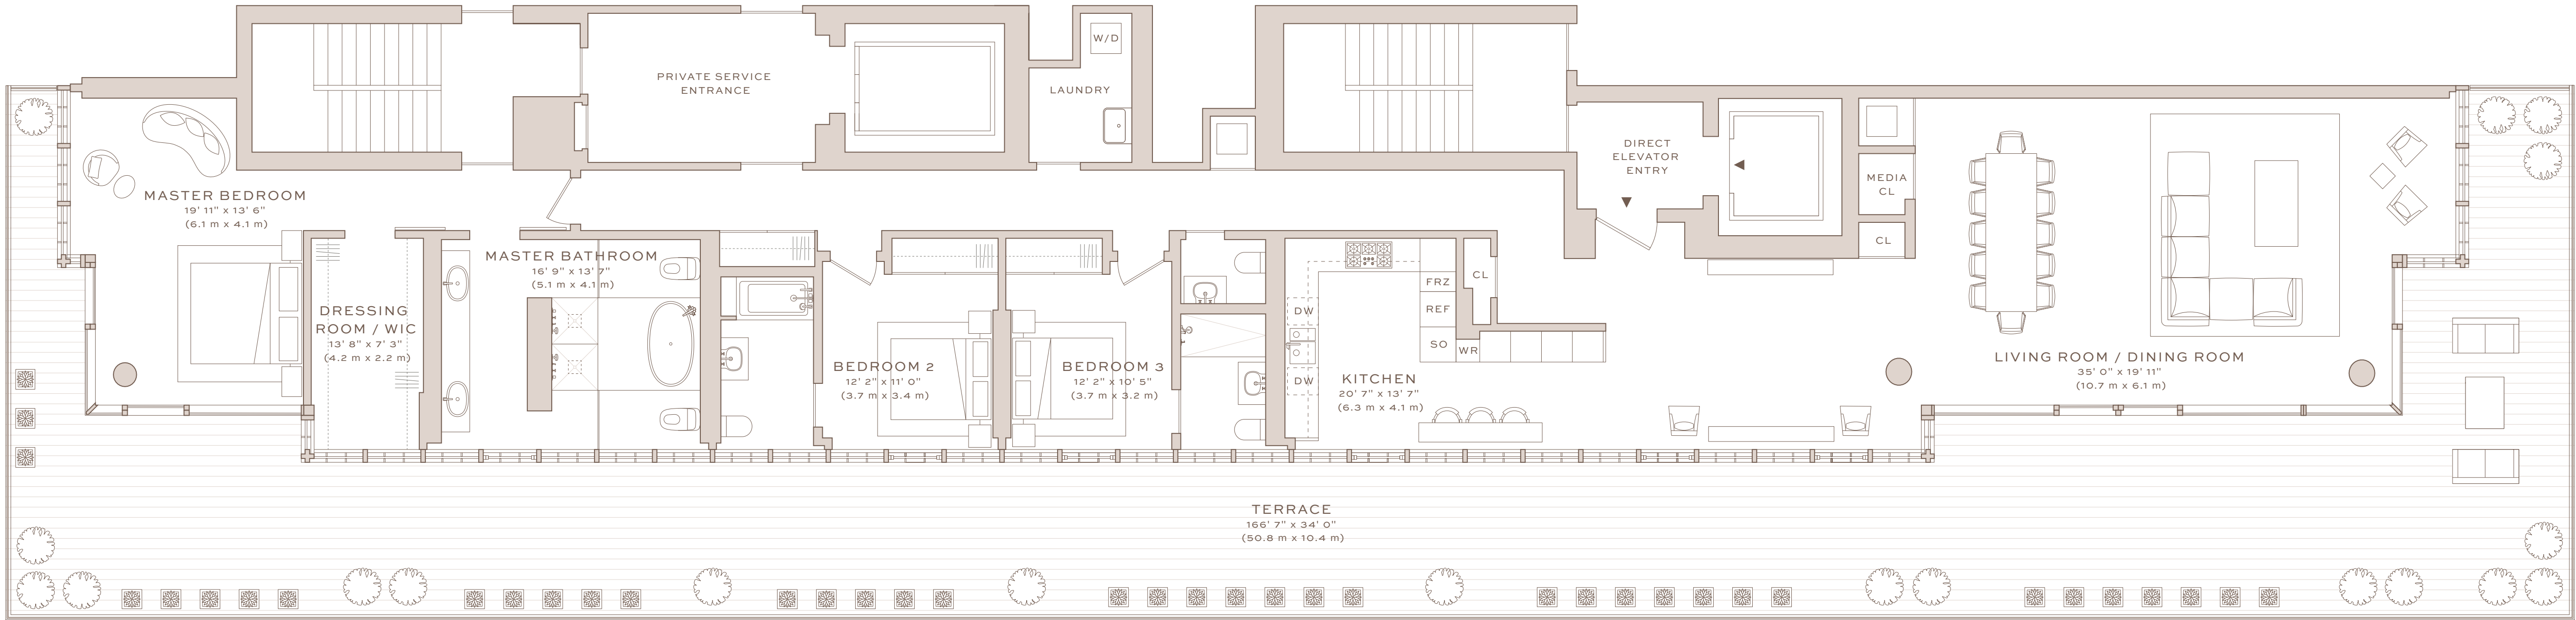 W/D
PRIVATE SERVICE
ENTRANCE
LAUNDRY
DIRECT
ELEVATOR
ENTRY
MEDIA
CL
CL
MASTER BEDROOM
19' 11" x 13' 6"
(6.1 m x 4.1 m)
MASTER BATHROOM
16' 9" x 13' 7"
(5.1 m x 4.1 m)
DRESSING
ROOM / WIC
13' 8" x 7' 3"
(4.2 m x 2.2 m)
BEDROOM 2
12' 2" x 11' 0"
(3.7 m x 3.4 m)
BEDROOM 3
12' 2" x 10' 5"
(3.7 m x 3.2 m)
DW
DW
FRZ
REF
SO
CL
WR
KITCHEN
20' 7" x 13' 7"
(6.3 m x 4.1 m)
LIVING ROOM / DINING ROOM
35' 0" x 19' 11"
(10.7 m x 6.1 m)
TERRACE
166' 7" x 34' 0"
(50.8 m x 10.4 m)